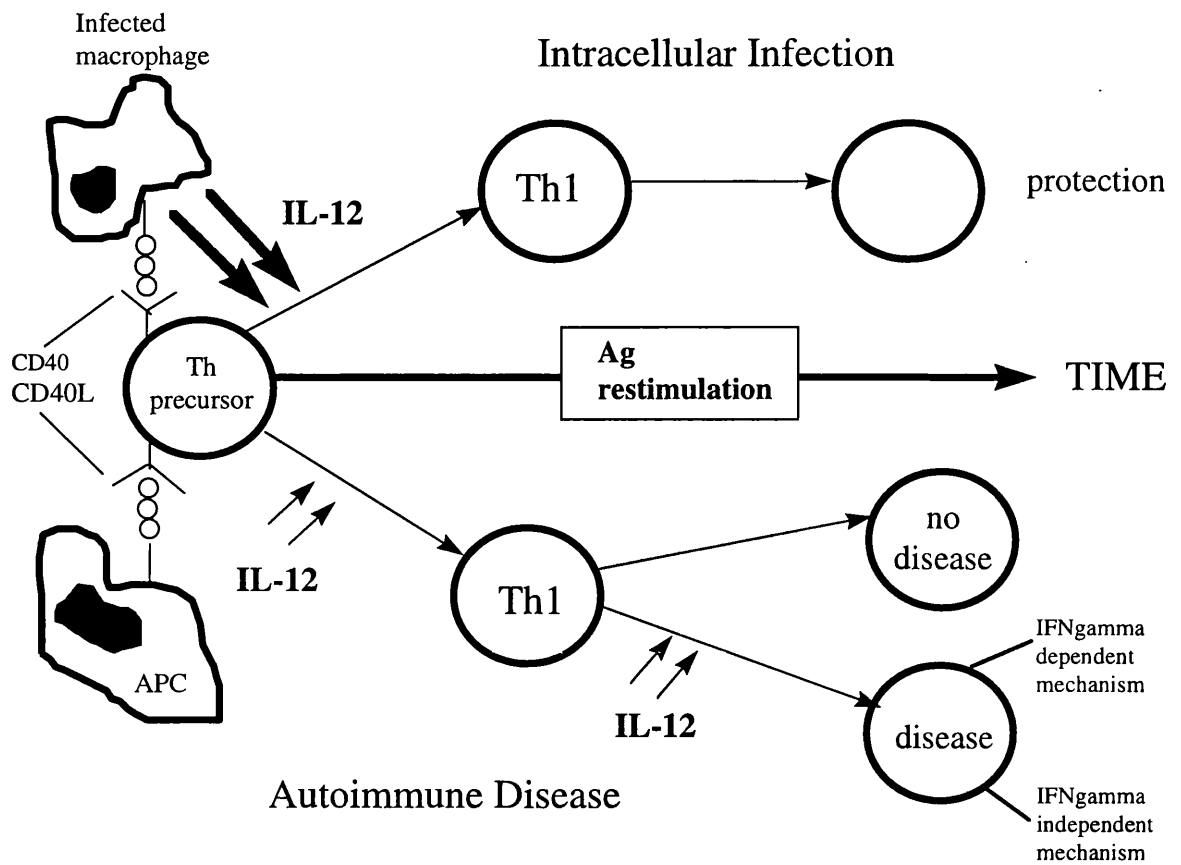 Infected
macrophage
Intracellular Infection
IL-12
Th1
protection
CD40
CD40L
Th
precursor
Ag
restimulation
TIME
IL-12
Th1
no
disease
APC
IL-12
IFNgamma
dependent
mechanism
disease
Autoimmune Disease
IFNgamma
independent
mechanism